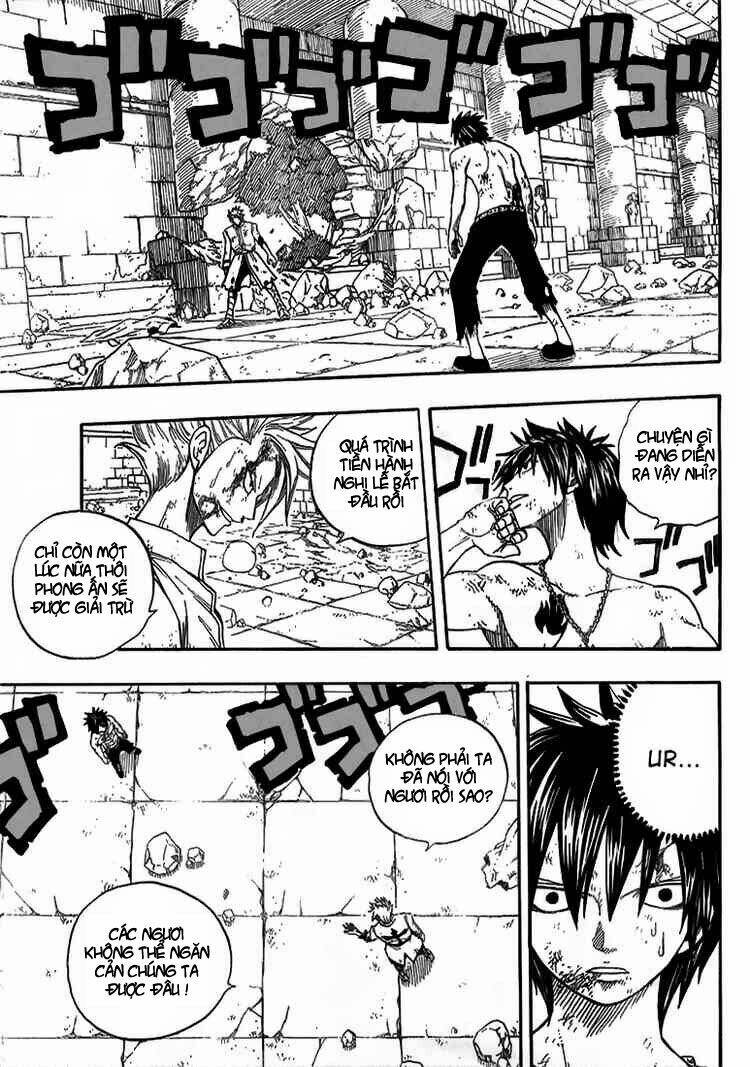 ゴゴゴゴゴゴ
CHUYỆN GÌ
ĐANG DIỄN
RA VẬY NHỈ?
ゴゴ
ゴゴ
QUÁ TRÌNH
TIẾN HÀNH
NGHI LỄ BẮT
ĐẦU RỒI
CHỈ CÒN MỘT
LÚC NỮA THÔI
PHONG ẤN SẼ
ĐƯỢC GIẢI TRỪ
UR...
ゴゴゴ
ゴゴ
KHÔNG PHẢI TA
ĐÃ NÓI VỚI
NGƯƠI RỒI SAO?
CÁC NGƯƠI
KHÔNG THỂ NGĂN
CẢN CHÚNG TA
ĐƯỢC ĐÂU !